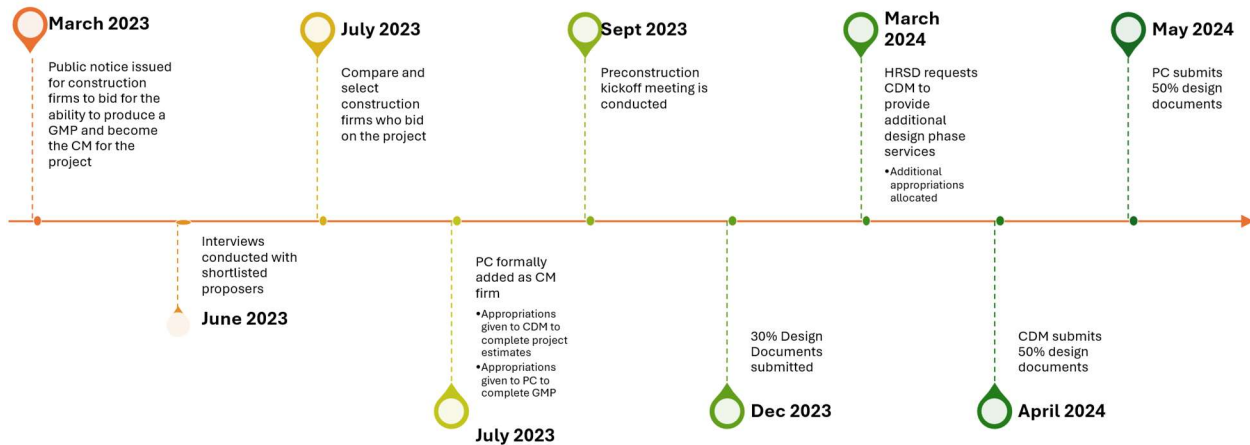 March 2023
Public notice issued
for construction
firms to bid for the
ability to produce a
GMP and become
the CM for the
project
Interviews
conducted with
shortlisted
proposers
June 2023
July 2023
Compare and
select
construction
firms who bid
on the project
PC formally
added as CM
firm
•Appropriations
given to CDM to
complete project
estimates
•Appropriations
given to PC to
complete GMP
July 2023
Sept 2023
Preconstruction
kickoff meeting is
conducted
30% Design
Documents
submitted
Dec 2023
March
2024
HRSD requests
CDM to
provide
additional
design phase
services
•Additional
appropriations
allocated
CDM submits
50% design
documents
April 2024
May 2024
PC submits
50% design
documents